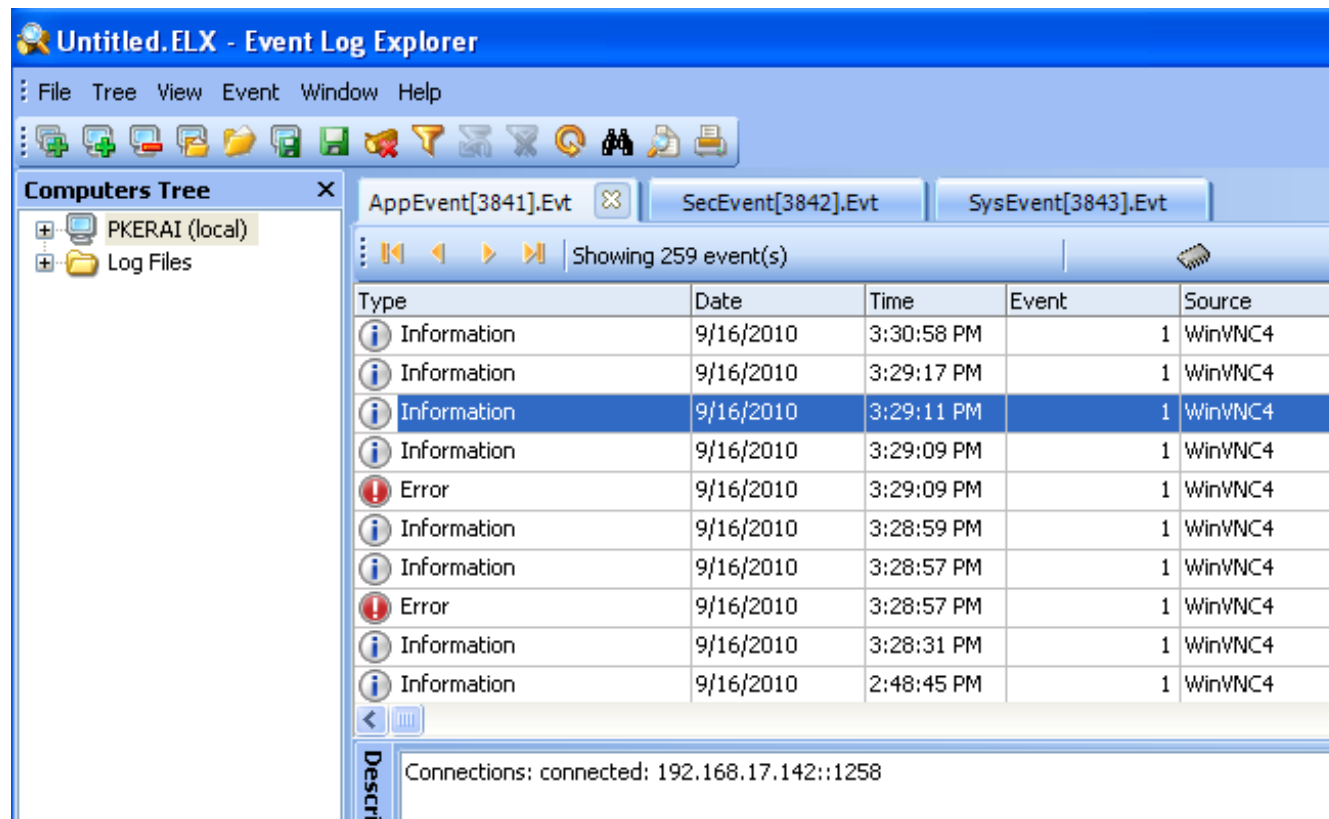 Untitled.ELX - Event Log Explorer
File Tree View Event Window Help
Computers Tree
PKERAI (local)
Log Files
AppEvent[3841].Evt SecEvent[3842].Evt SysEvent[3843].Evt
Showing 259 event(s)
Type Date Time Event Source
Information 9/16/2010 3:30:58 PM 1 WinVNC4
Information 9/16/2010 3:29:17 PM 1 WinVNC4
Information 9/16/2010 3:29:11 PM 1 WinVNC4
Information 9/16/2010 3:29:09 PM 1 WinVNC4
Error 9/16/2010 3:29:09 PM 1 WinVNC4
Information 9/16/2010 3:28:59 PM 1 WinVNC4
Information 9/16/2010 3:28:57 PM 1 WinVNC4
Error 9/16/2010 3:28:57 PM 1 WinVNC4
Information 9/16/2010 3:28:31 PM 1 WinVNC4
Information 9/16/2010 2:48:45 PM 1 WinVNC4
Descri
Connections: connected: 192.168.17.142::1258